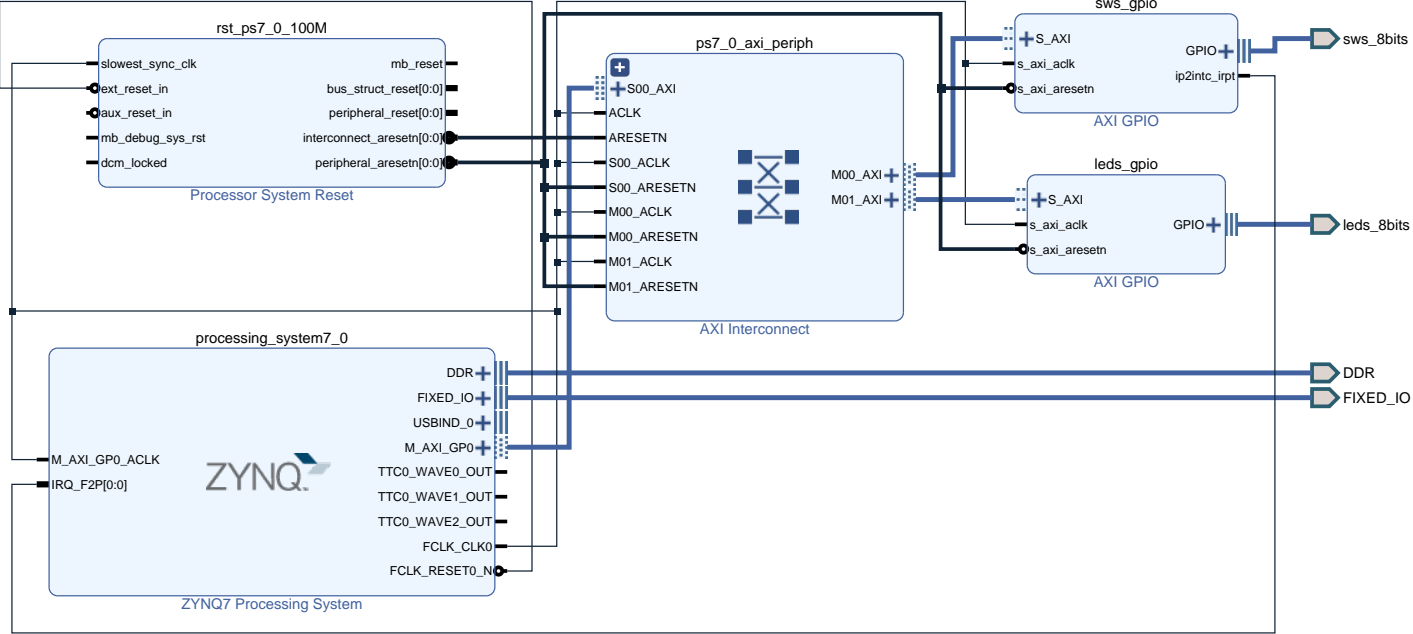 rst_ps7_0_100M
slowest_sync_clk
ext_reset_in
aux_reset_in
mb_debug_sys_rst
dcm_locked
mb_reset
bus_struct_reset[0:0]
peripheral_reset[0:0]
interconnect_aresetn[0:0]
peripheral_aresetn[0:0]
Processor System Reset
ps7_0_axi_periph
S00_AXI
ACLK
ARESETN
S00_ACLK
S00_ARESETN
M00_ACLK
M00_ARESETN
M01_ACLK
M01_ARESETN
M00_AXI
M01_AXI
AXI Interconnect
sws_gpio
S_AXI
s_axi_aclk
s_axi_aresetn
GPIO
ip2intc_irpt
AXI GPIO
sws_8bits
leds_gpio
S_AXI
s_axi_aclk
s_axi_aresetn
GPIO
AXI GPIO
leds_8bits
processing_system7_0
M_AXI_GP0_ACLK
IRQ_F2P[0:0]
ZYNQ
DDR
FIXED_IO
USBIND_0
M_AXI_GP0
TTC0_WAVE0_OUT
TTC0_WAVE1_OUT
TTC0_WAVE2_OUT
FCLK_CLK0
FCLK_RESET0_N
ZYNQ7 Processing System
DDR
FIXED_IO